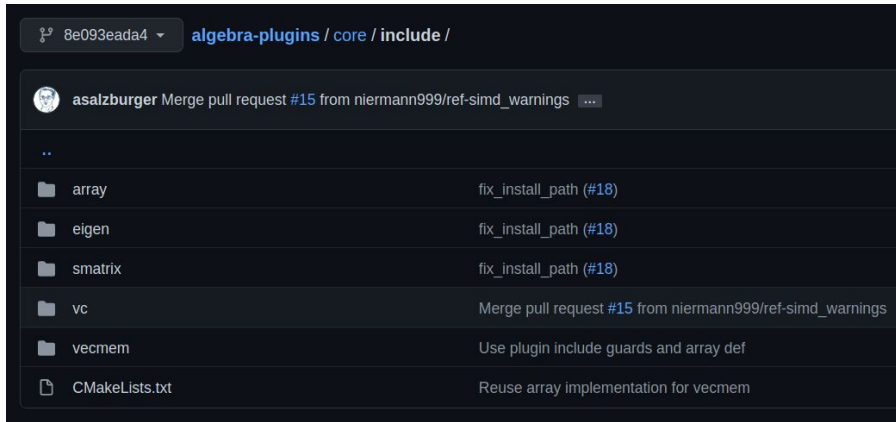 8e093eada4 algebra-plugins / core / include /
asalzburger Merge pull request #15 from niermann999/ref-simd_warnings ...
..
array fix_install_path (#18)
eigen fix_install_path (#18)
smatrix fix_install_path (#18)
vc Merge pull request #15 from niermann999/ref-simd_warnings
vecmem Use plugin include guards and array def
CMakeLists.txt Reuse array implementation for vecmem